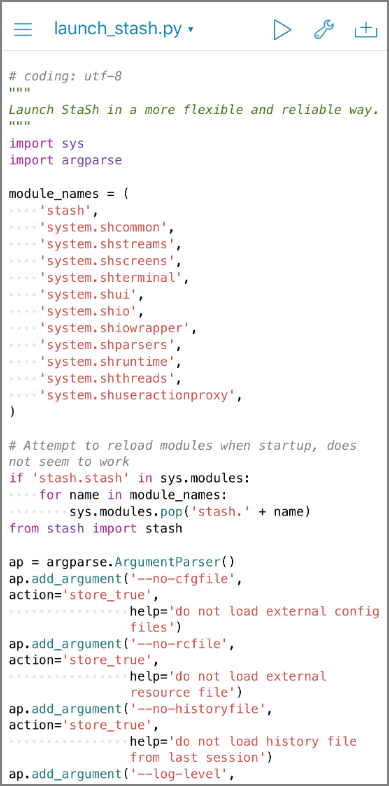 launch_stash.py
# coding: utf-8
"""
Launch StaSh in a more flexible and reliable way.
"""
import sys
import argparse
module_names = (
'stash',
'system.shcommon',
'system.shstreams',
'system.shscreens',
'system.shterminal',
'system.shui',
'system.shio',
'system.shiowrapper',
'system.shparsers',
'system.shruntime',
'system.shthreads',
'system.shuseractionproxy',
)
# Attempt to reload modules when startup, does
not seem to work
if 'stash.stash' in sys.modules:
for name in module_names:
sys.modules.pop('stash.' + name)
from stash import stash
ap = argparse.ArgumentParser()
ap.add_argument('--no-cfgfile',
action='store_true',
help='do not load external config
files')
ap.add_argument('--no-rcfile',
action='store_true',
help='do not load external
resource file')
ap.add_argument('--no-historyfile',
action='store_true',
help='do not load history file
from last session')
ap.add_argument('--log-level',